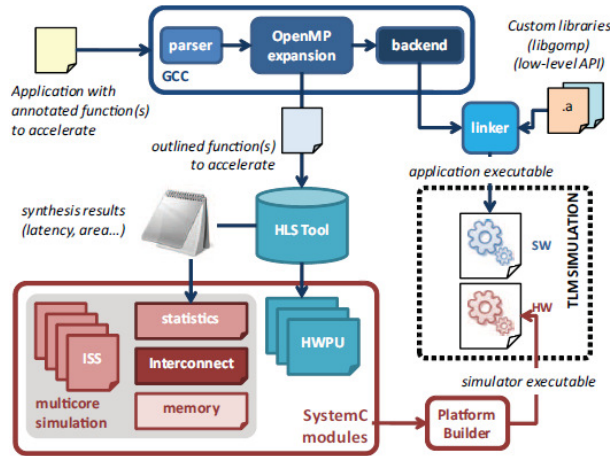 parser
OpenMP
expansion
backend
GCC
Custom libraries
(libgomp)
(low-level API)
Application with
annotated function(s)
to accelerate
.a
linker
outlined function(s)
to accelerate
application executable
synthesis results
(latency, area...)
HLS Tool
SW
HW
TLM SIMULATION
statistics
ISS
Interconnect
HWPU
multicore
simulation
memory
simulator executable
SystemC
modules
Platform
Builder